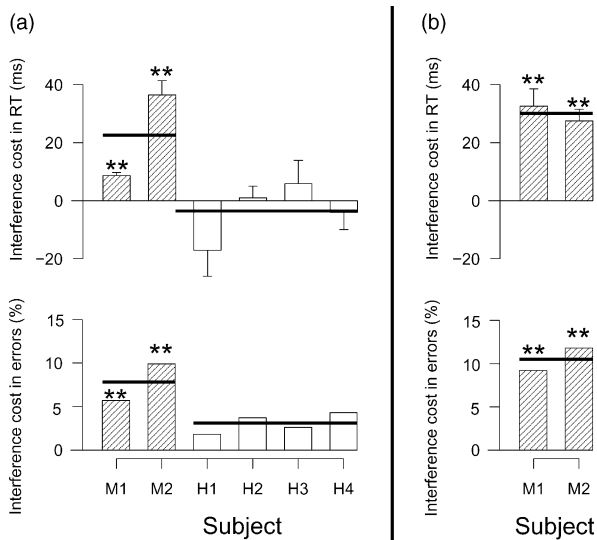 (a)
(b)
Interference cost in RT (ms)
40
20
0
−20
**
**
Interference cost in RT (ms)
40
20
0
−20
**
**
Interference cost in errors (%)
15
10
5
0
**
**
M1 M2 H1 H2 H3 H4
Subject
Interference cost in errors (%)
15
10
5
0
**
**
M1 M2
Subject